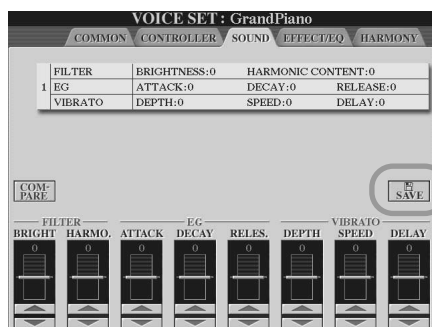 VOICE SET : GrandPiano
COMMON CONTROLLER SOUND EFFECT/EQ HARMONY
FILTER BRIGHTNESS:0 HARMONIC CONTENT:0
1 EG ATTACK:0 DECAY:0 RELEASE:0
VIBRATO DEPTH:0 SPEED:0 DELAY:0
COM-
PARE
SAVE
FILTER EG VIBRATO
BRIGHT HARMO. ATTACK DECAY RELES. DEPTH SPEED DELAY
0 0 0 0 0 0 0 0